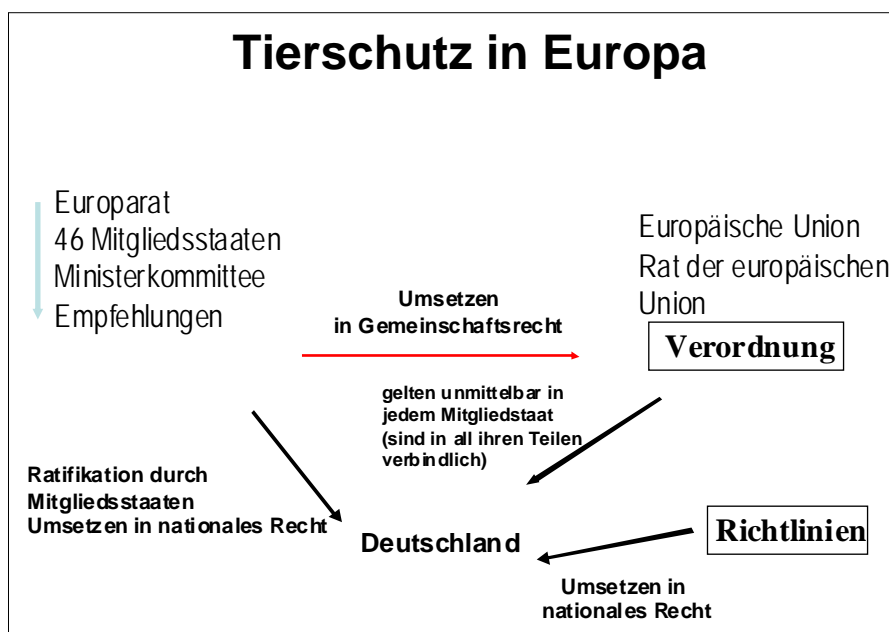 Tierschutz in Europa
Europarat
46 Mitgliedsstaaten
Ministerkommittee
Empfehlungen
Europäische Union
Rat der europäischen
Union
Umsetzen
in Gemeinschaftsrecht
Verordnung
gelten unmittelbar in
jedem Mitgliedstaat
(sind in all ihren Teilen
verbindlich)
Ratifikation durch
Mitgliedsstaaten
Umsetzen in nationales Recht
Deutschland
Richtlinien
Umsetzen in
nationales Recht